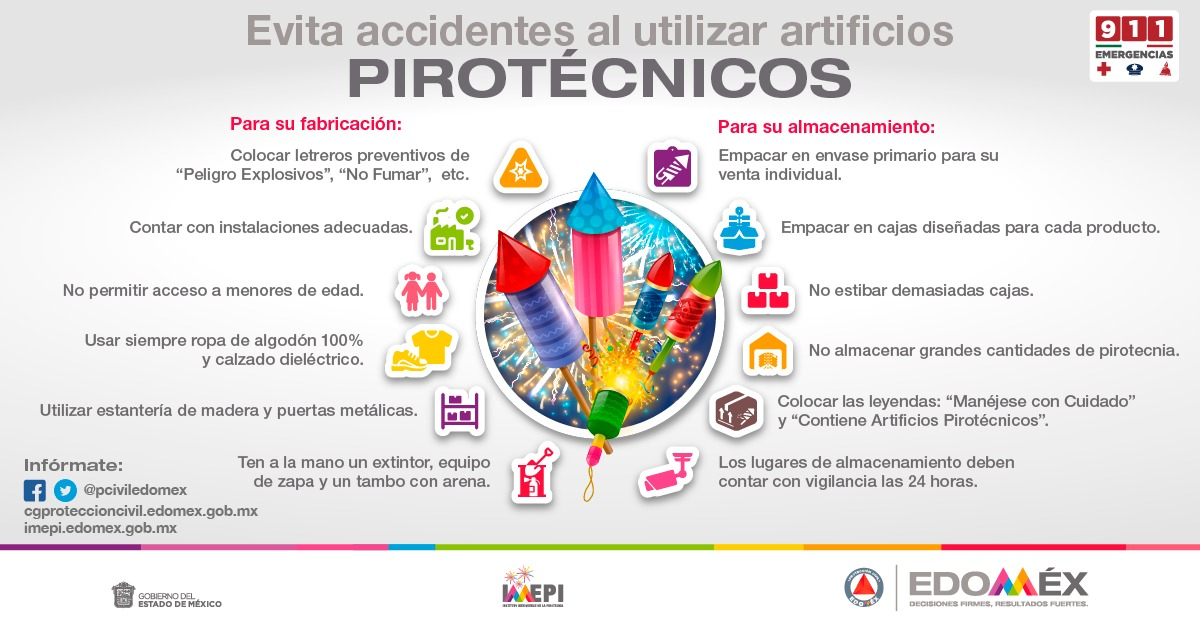 Evita accidentes al utilizar artificios
PIROTÉCNICOS
911
EMERGENCIAS
Para su fabricación:
Colocar letreros preventivos de
“Peligro Explosivos”, “No Fumar”, etc.
Contar con instalaciones adecuadas.
No permitir acceso a menores de edad.
Usar siempre ropa de algodón 100%
y calzado dieléctrico.
Utilizar estantería de madera y puertas metálicas.
Ten a la mano un extintor, equipo
de zapa y un tambo con arena.
Para su almacenamiento:
Empacar en envase primario para su
venta individual.
Empacar en cajas diseñadas para cada producto.
No estibar demasiadas cajas.
No almacenar grandes cantidades de pirotecnia.
Colocar las leyendas: “Manéjese con Cuidado”
y “Contiene Artificios Pirotécnicos”.
Los lugares de almacenamiento deben
contar con vigilancia las 24 horas.
Infórmate:
@pciviledomex
cgproteccioncivil.edomex.gob.mx
imepi.edomex.gob.mx
GOBIERNO DEL
ESTADO DE MÉXICO
IMEPI
INSTITUTO MEXIQUENSE DE LA PIROTECNIA
EDOMÉX
EDOMÉX
DECISIONES FIRMES, RESULTADOS FUERTES.